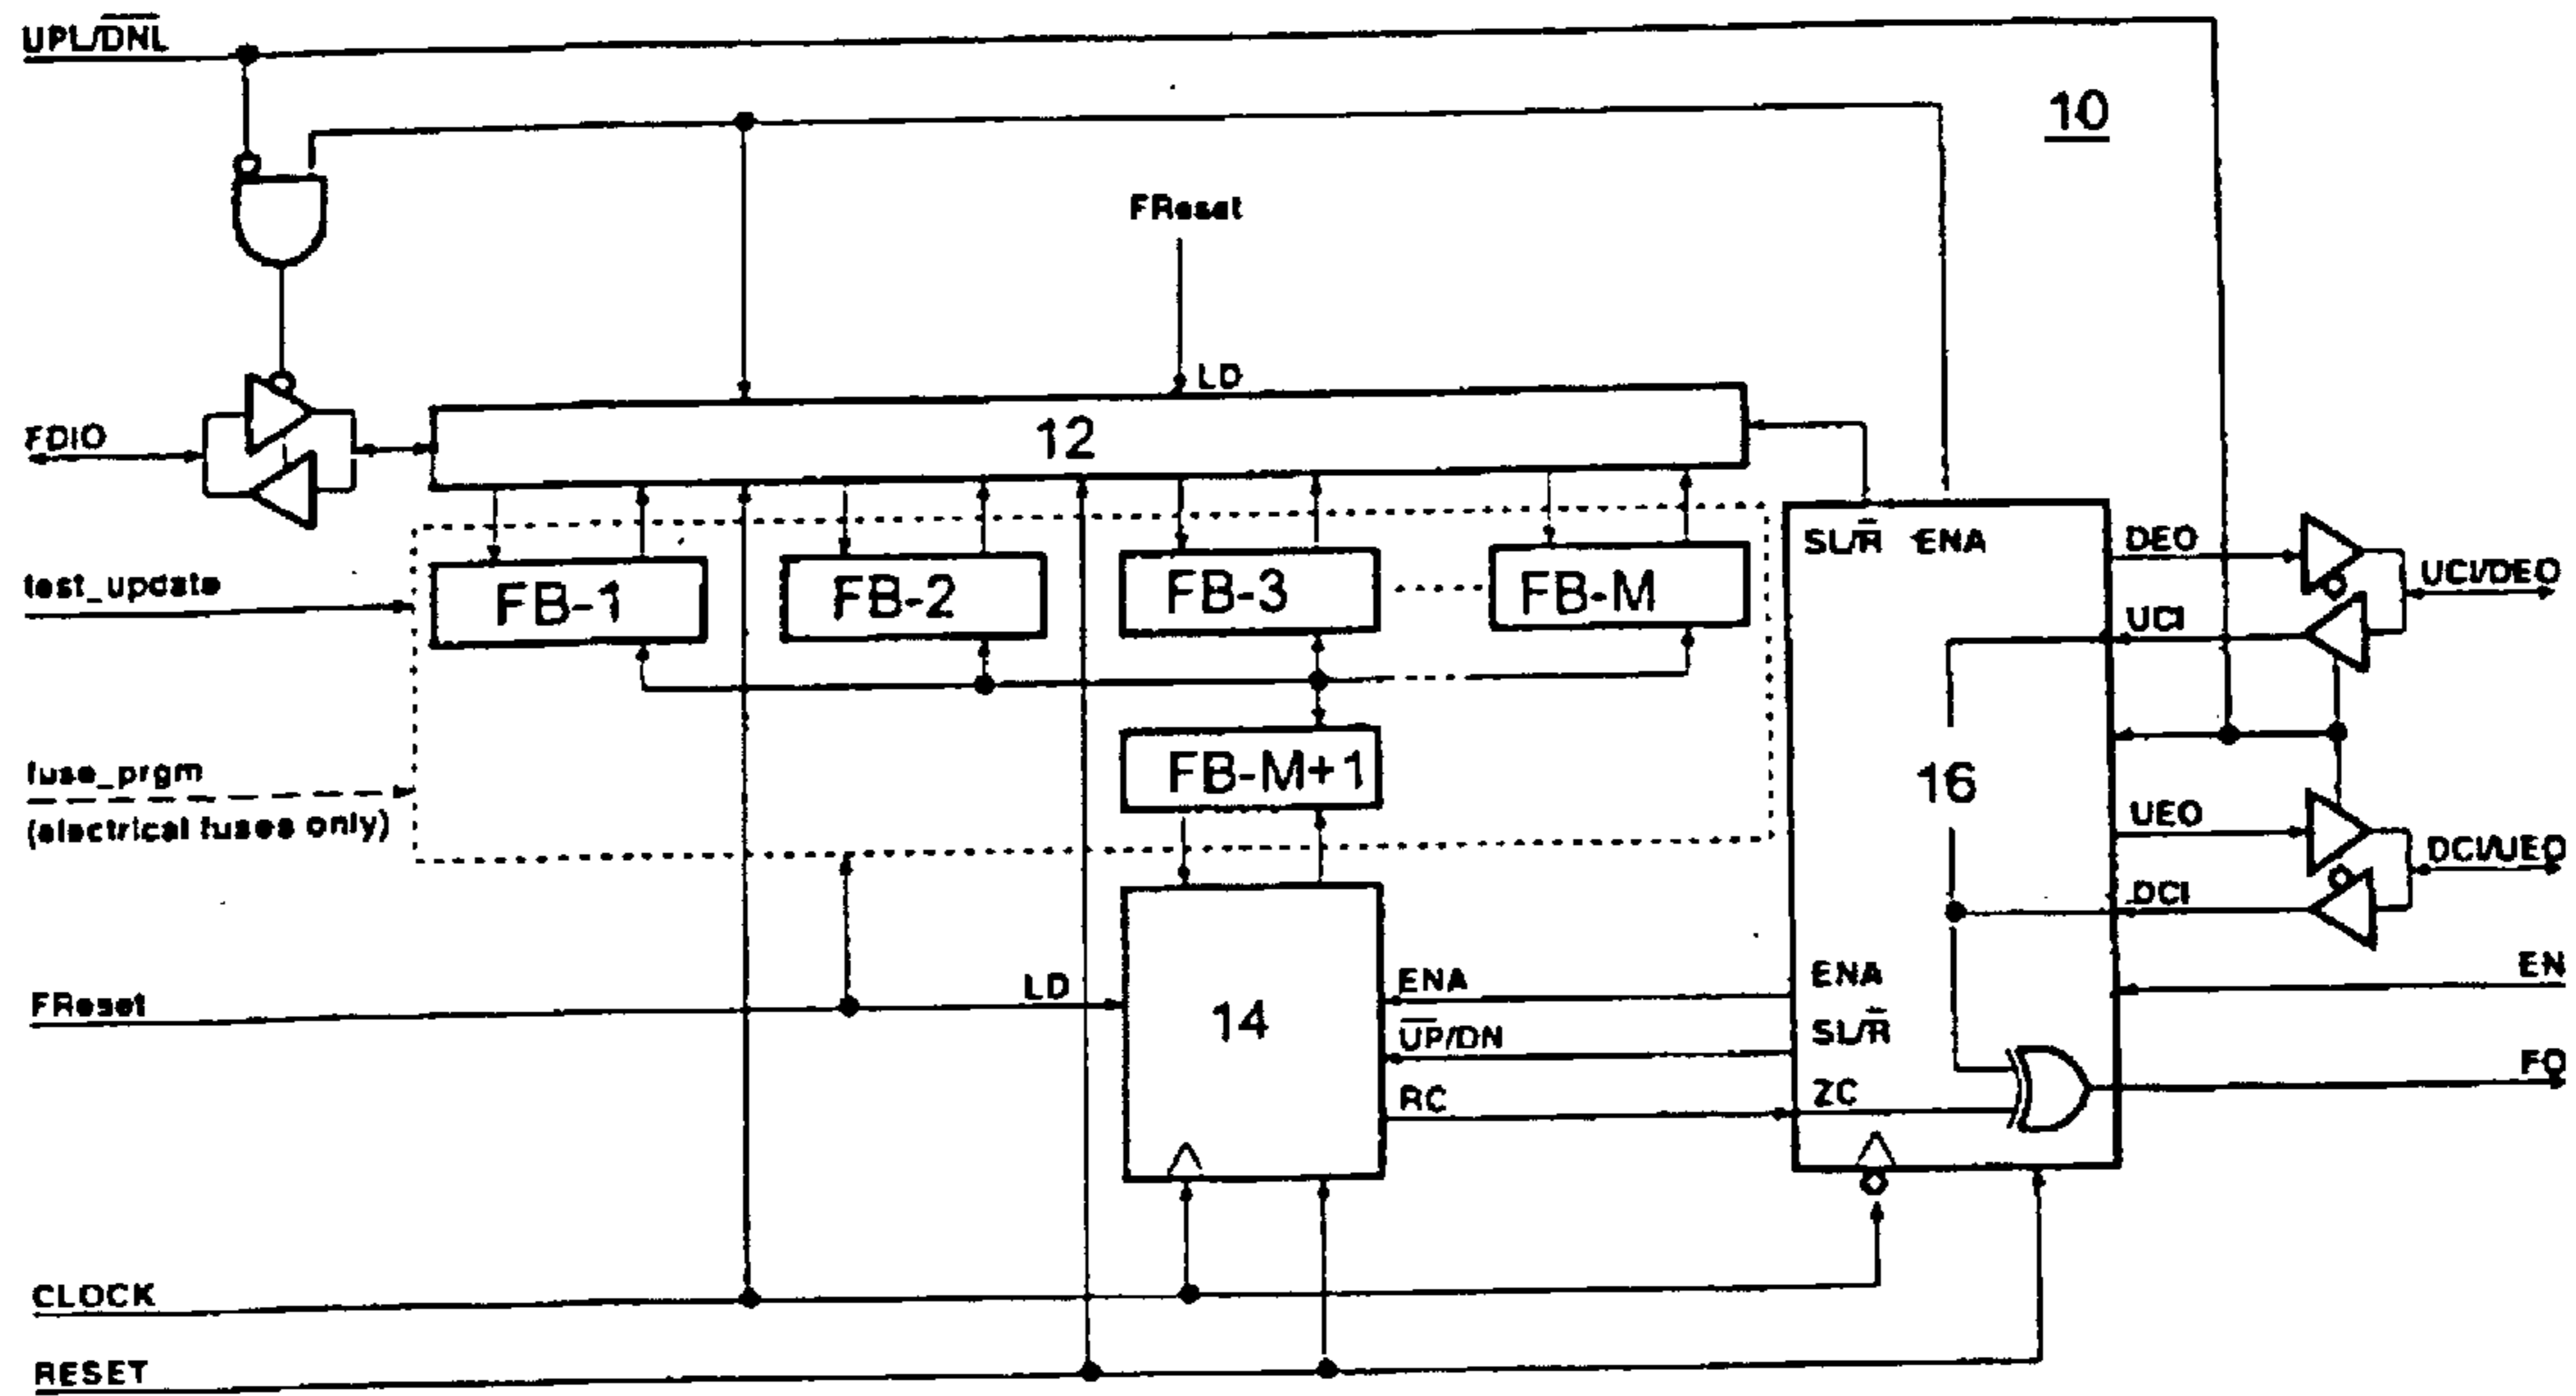 UPL/D̅N̅L̅
10
FReset
LD
FDIO
12
SL/R̅ ENA
DEO
UCI/DEO
test_update
FB-1
FB-2
FB-3
FB-M
UCI
fuse_prgm
(electrical fuses only)
FB-M+1
16
UEO
DCI/UEO
DCI
FReset
LD
14
ENA
ENA
EN
U̅P̅/DN
SL/R̅
RC
ZC
FO
CLOCK
RESET